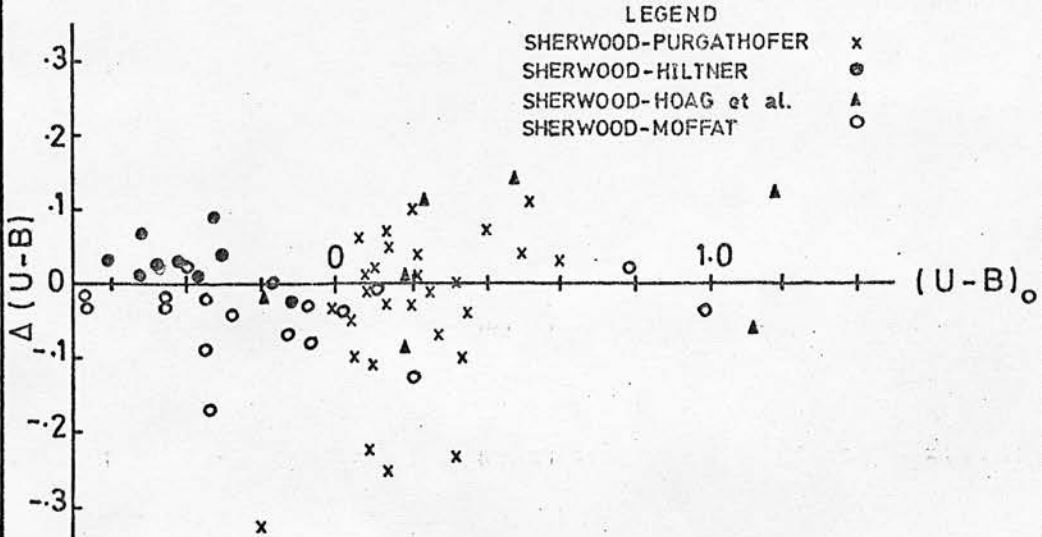 LEGEND
SHERWOOD-PURGATHOFER x
SHERWOOD-HILTNER
SHERWOOD-HOAG et al.
SHERWOOD-MOFFAT
.3
.2
.1
0
-.1
-.2
-.3
Δ(U-B)
0
1.0
(U-B)₀